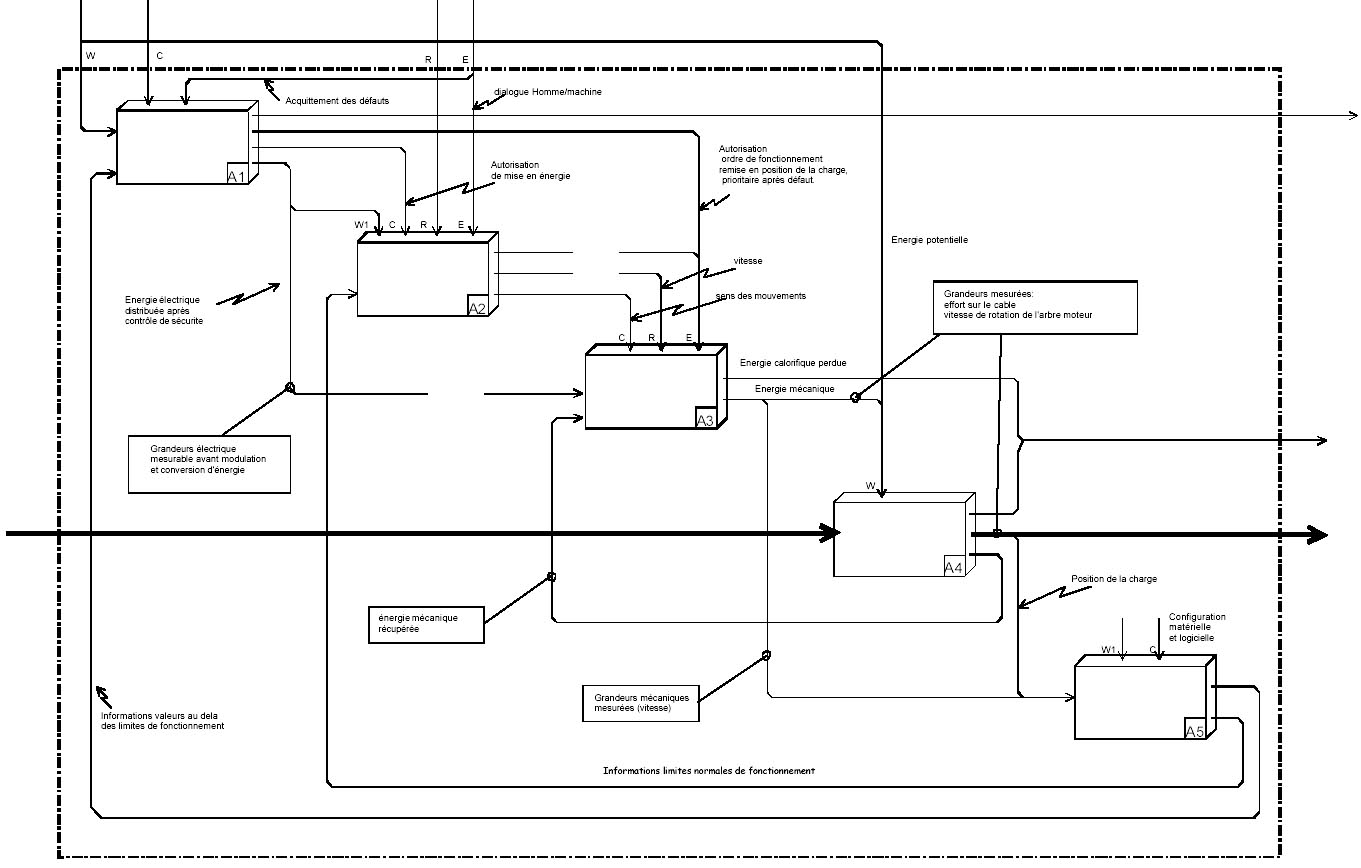 W
C
R
E
Acquittement des défauts
dialogue Homme/machine
Autorisation
ordre de fonctionnement
remise en position de la charge,
prioritaire après défaut.
Autorisation
de mise en énergie
A1
W1
C
R
E
Energie potentielle
vitesse
sens des mouvements
Energie électrique
distribuée après
contrôle de sécurite
A2
Grandeurs mesurées:
effort sur le cable
vitesse de rotation de l'arbre moteur
C
R
E
Energie calorifique perdue
Energie mécanique
A3
Grandeurs électrique
mesurable avant modulation
et conversion d'énergie
W
A4
Position de la charge
énergie mécanique
récupérée
Configuration
matérielle
et logicielle
W1
C
Grandeurs mécaniques
mesurées (vitesse)
A5
Informations valeurs au dela
des limites de fonctionnement
Informations limites normales de fonctionnement